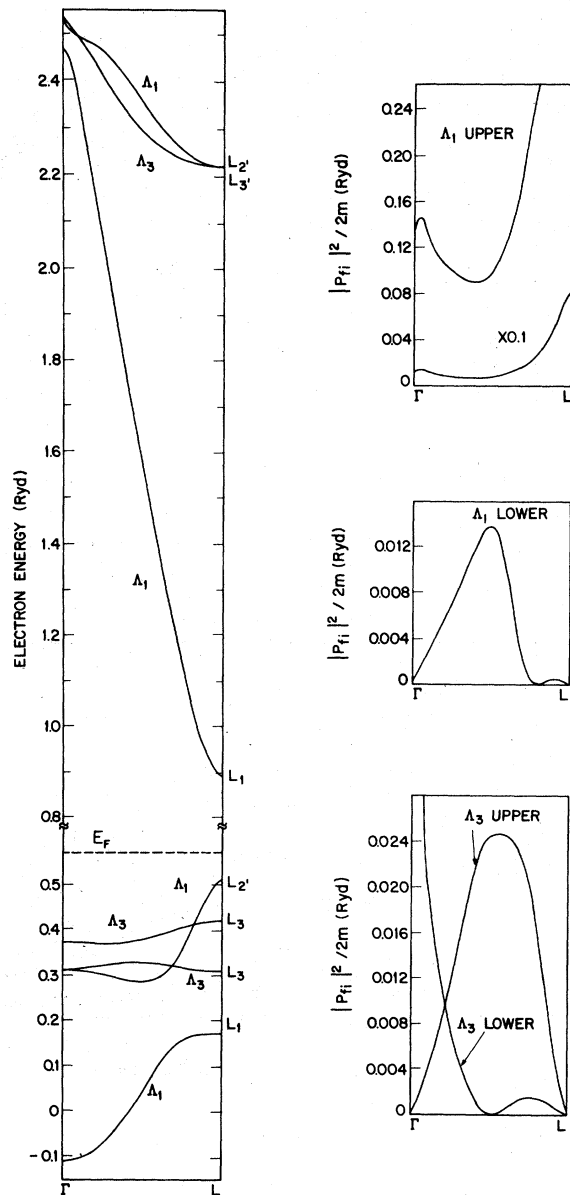 ELECTRON ENERGY (Ryd)
2.4
2.2
2.0
1.8
1.6
1.4
1.2
1.0
0.8
0.5
0.4
0.3
0.2
0.1
0
-0.1
Γ
L
Λ1
Λ3
L2'
L3'
Λ1
L1
EF
Λ1
L2'
Λ3
L3
Λ3
L3
L1
Λ1
|Pfi|²/2m (Ryd)
0.24
0.20
0.16
0.12
0.08
0.04
0
Λ1 UPPER
X0.1
Γ
L
|Pfi|²/2m (Ryd)
0.012
0.008
0.004
0
Λ1 LOWER
Γ
L
|Pfi|²/2m (Ryd)
0.024
0.020
0.016
0.012
0.008
0.004
0
Λ3 UPPER
Λ3 LOWER
Γ
L